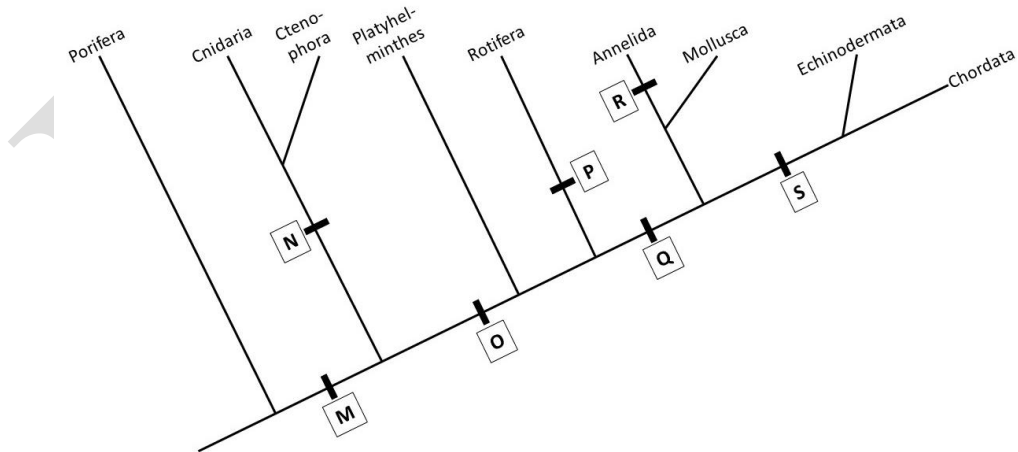 Porifera
Cnidaria
Cteno-
phora
Platyhel-
minthes
Rotifera
Annelida
Mollusca
Echinodermata
Chordata
R
P
N
S
Q
O
M